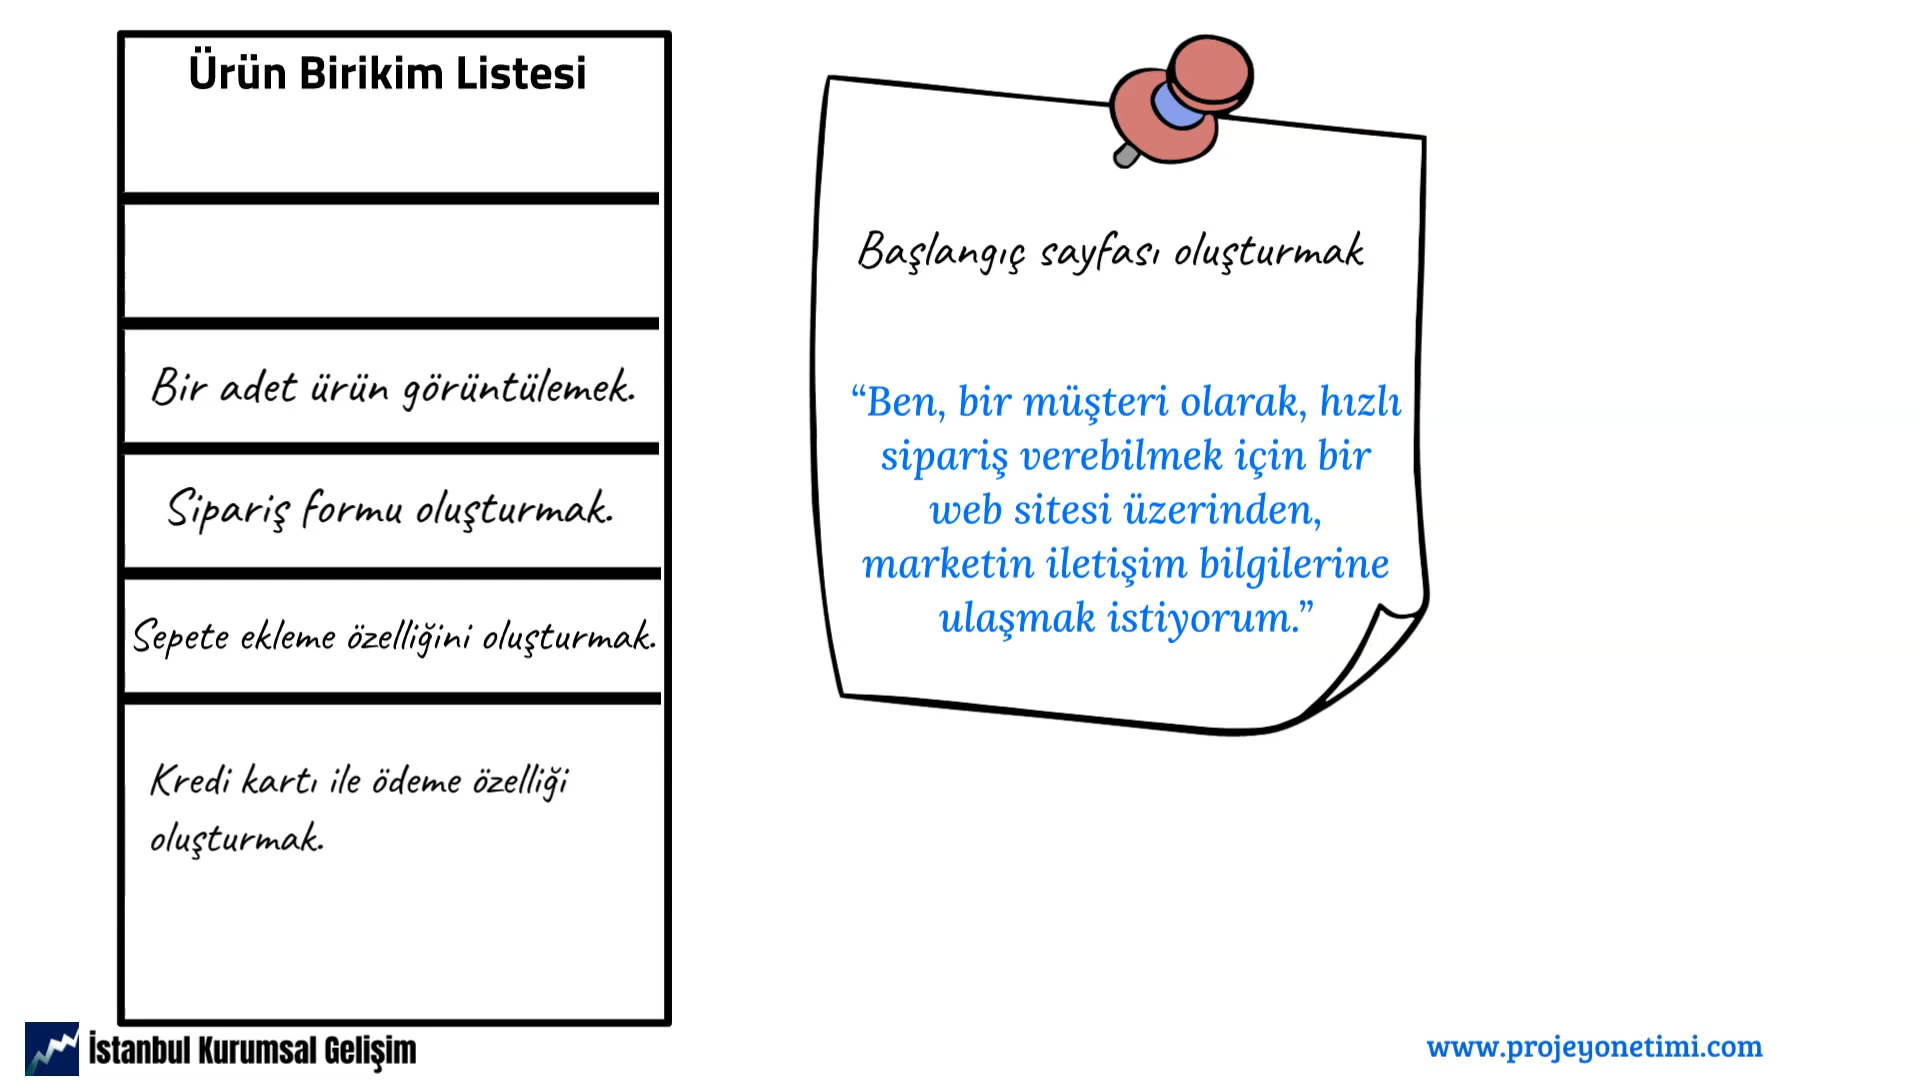 Ürün Birikim Listesi
Bir adet ürün görüntülemek.
Sipariş formu oluşturmak.
Sepete ekleme özelliğini oluşturmak.
Kredi kartı ile ödeme özelliği
oluşturmak.
Başlangıç sayfası oluşturmak
“Ben, bir müşteri olarak, hızlı
sipariş verebilmek için bir
web sitesi üzerinden,
marketin iletişim bilgilerine
ulaşmak istiyorum.”
İstanbul Kurumsal Gelişim
www.projeyonetimi.com